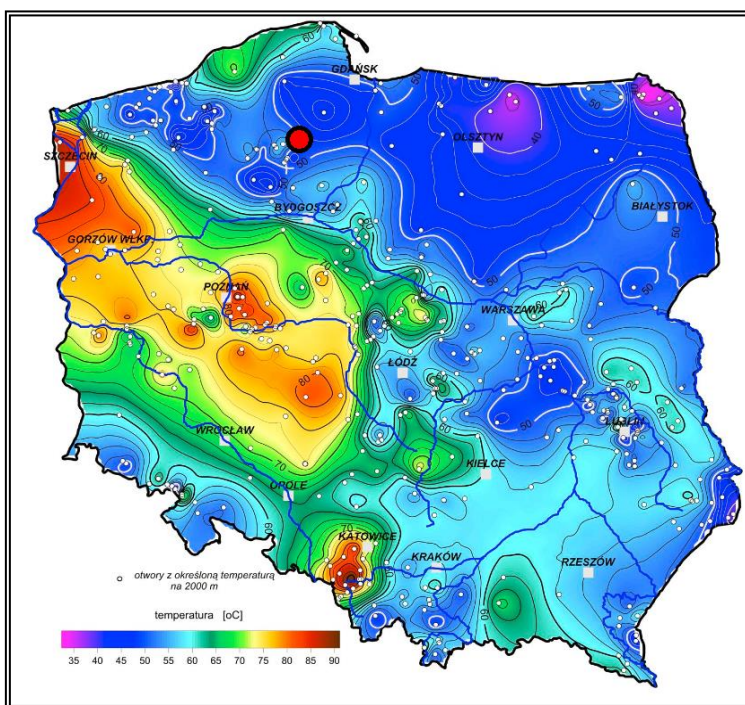 GDAŃSK
OLSZTYN
SZCZECIN
BIAŁYSTOK
BYDGOSZCZ
GORZÓW WLKP
POZNAŃ
WARSZAWA
ŁÓDŹ
LUBLIN
WROCŁAW
KIELCE
OPOLE
KATOWICE
KRAKÓW
RZESZÓW
otwory z określoną temperaturą
na 2000 m
temperatura [oC]
35 40 45 50 55 60 65 70 75 80 85 90